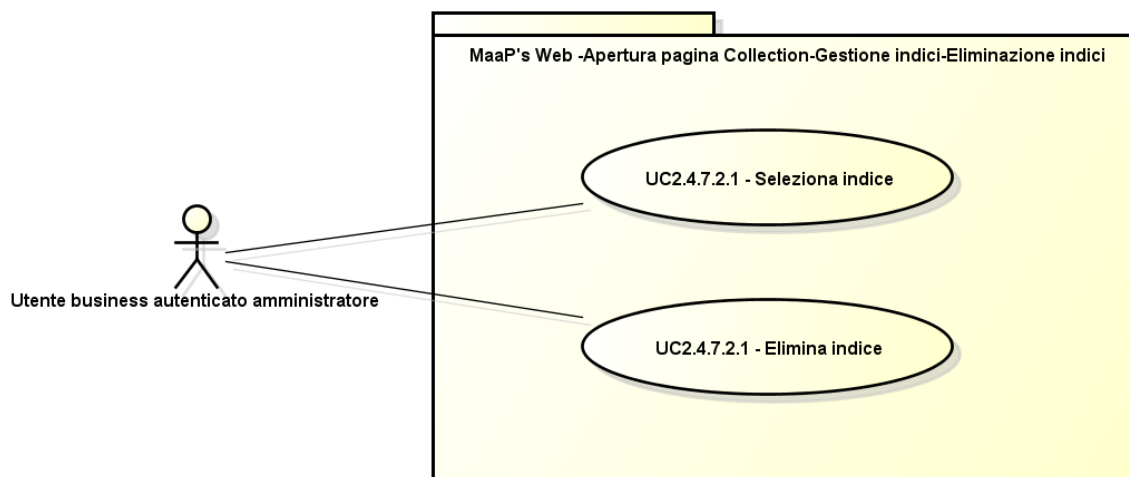 MaaP's Web -Apertura pagina Collection-Gestione indici-Eliminazione indici
UC2.4.7.2.1 - Seleziona indice
Utente business autenticato amministratore
UC2.4.7.2.1 - Elimina indice